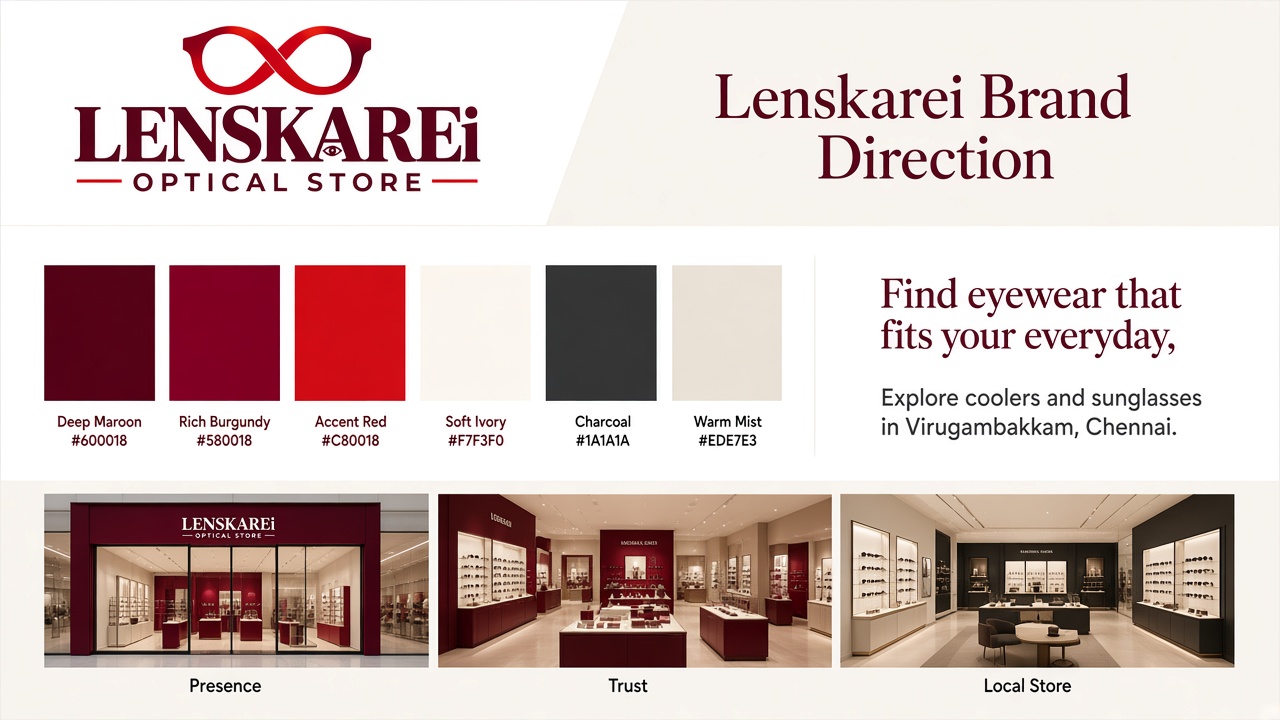 LENSKAREi
OPTICAL STORE
Lenskarei Brand
Direction
Deep Maroon
#600018
Rich Burgundy
#580018
Accent Red
#C80018
Soft Ivory
#F7F3F0
Charcoal
#1A1A1A
Warm Mist
#EDE7E3
Find eyewear that
fits your everyday,
Explore coolers and sunglasses
in Virugambakkam, Chennai.
LENSKAREi
OPTICAL STORE
Presence
Trust
Local Store